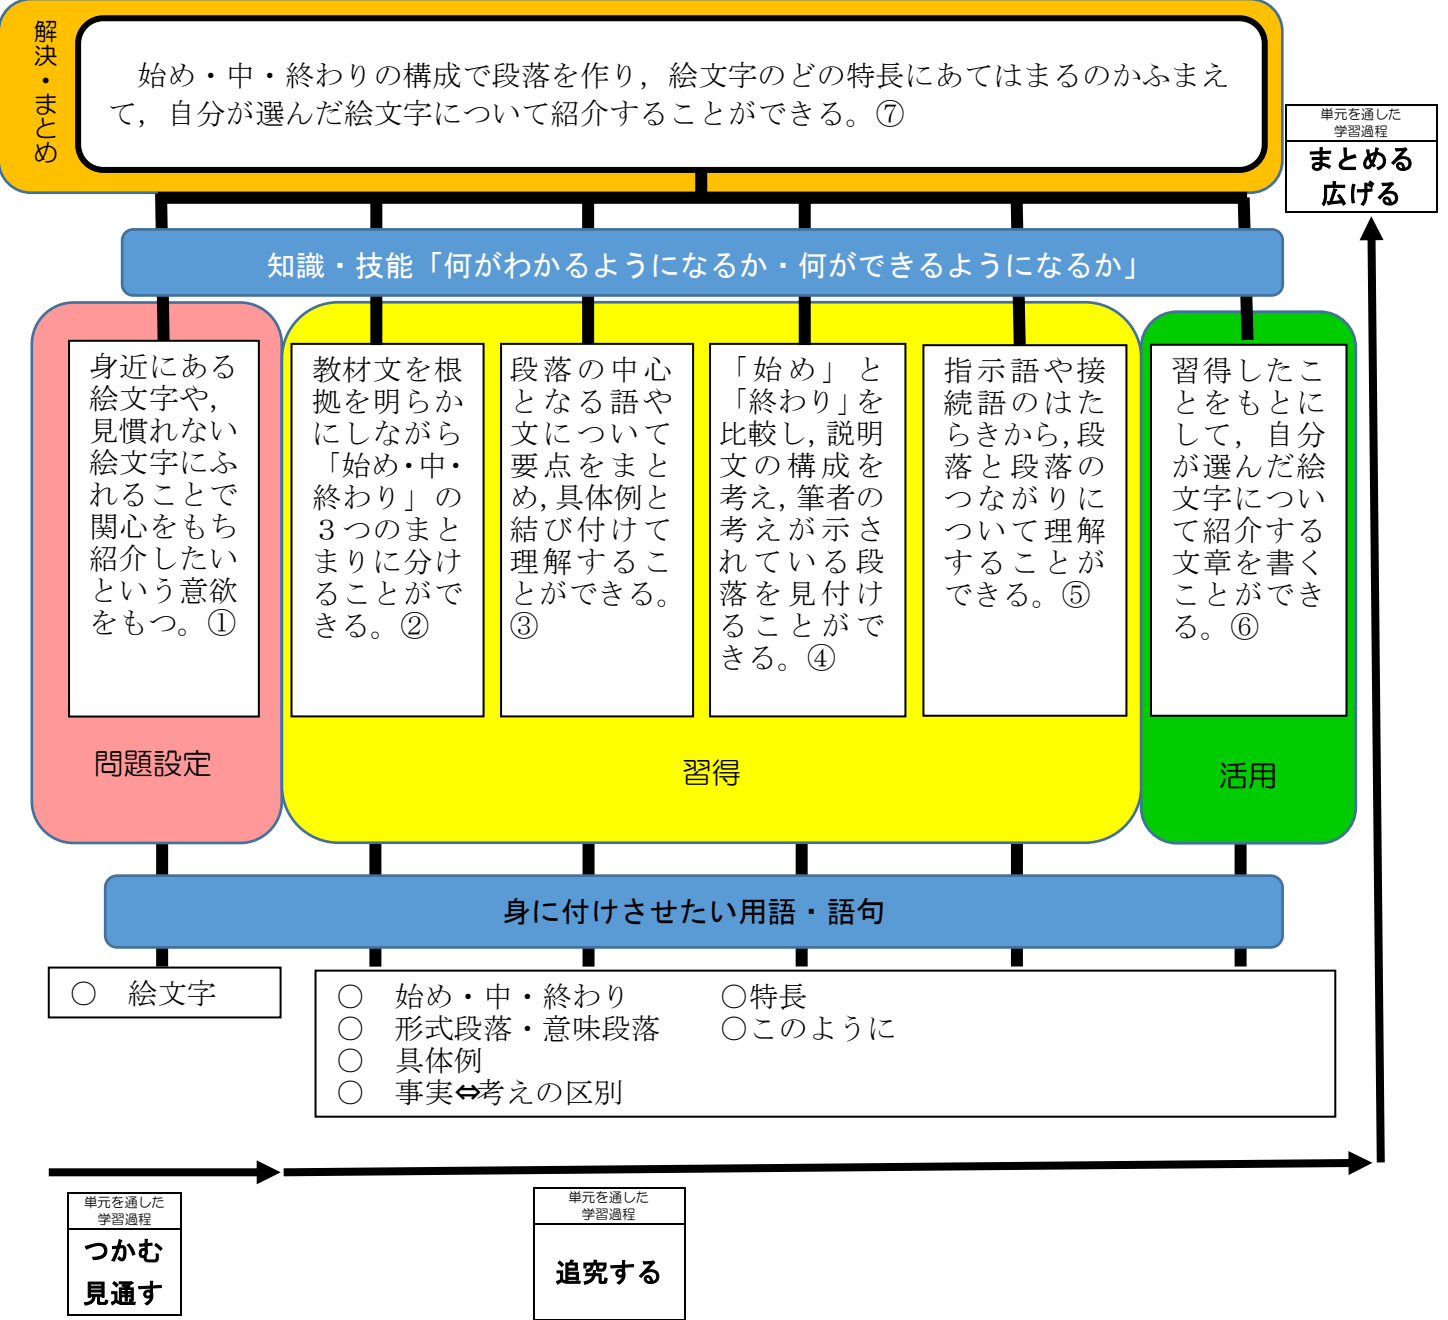 解決・まとめ
始め・中・終わりの構成で段落を作り，絵文字のどの特長にあてはまるのかふまえ
て，自分が選んだ絵文字について紹介することができる。⑦
単元を通した
学習過程
まとめる
広げる
知識・技能「何がわかるようになるか・何ができるようになるか」
身近にある
絵文字や，
見慣れない
絵文字にふ
れることで
関心をもち
紹介したい
という意欲
をもつ。①
教材文を根
拠を明らか
にしながら
「始め・中・
終わり」の
３つのまと
まりに分け
ることがで
きる。②
段落の中心
となる語や
文について
要点をまと
め，具体例と
結び付けて
理解するこ
とができる。
③
「始め」と
「終わり」を
比較し，説明
文の構成を
考え，筆者の
考えが示さ
れている段
落を見付け
ることがで
きる。④
指示語や接
続語のはた
らきから，段
落と段落の
つながりに
ついて理解
することが
できる。⑤
習得したこ
とをもとに
して，自分
が選んだ絵
文字につい
て紹介する
文章を書く
ことができ
る。⑥
問題設定
習得
活用
身に付けさせたい用語・語句
○　絵文字
○　始め・中・終わり　　　○特長
○　形式段落・意味段落　　○このように
○　具体例
○　事実⇔考えの区別
単元を通した
学習過程
つかむ
見通す
単元を通した
学習過程
追究する